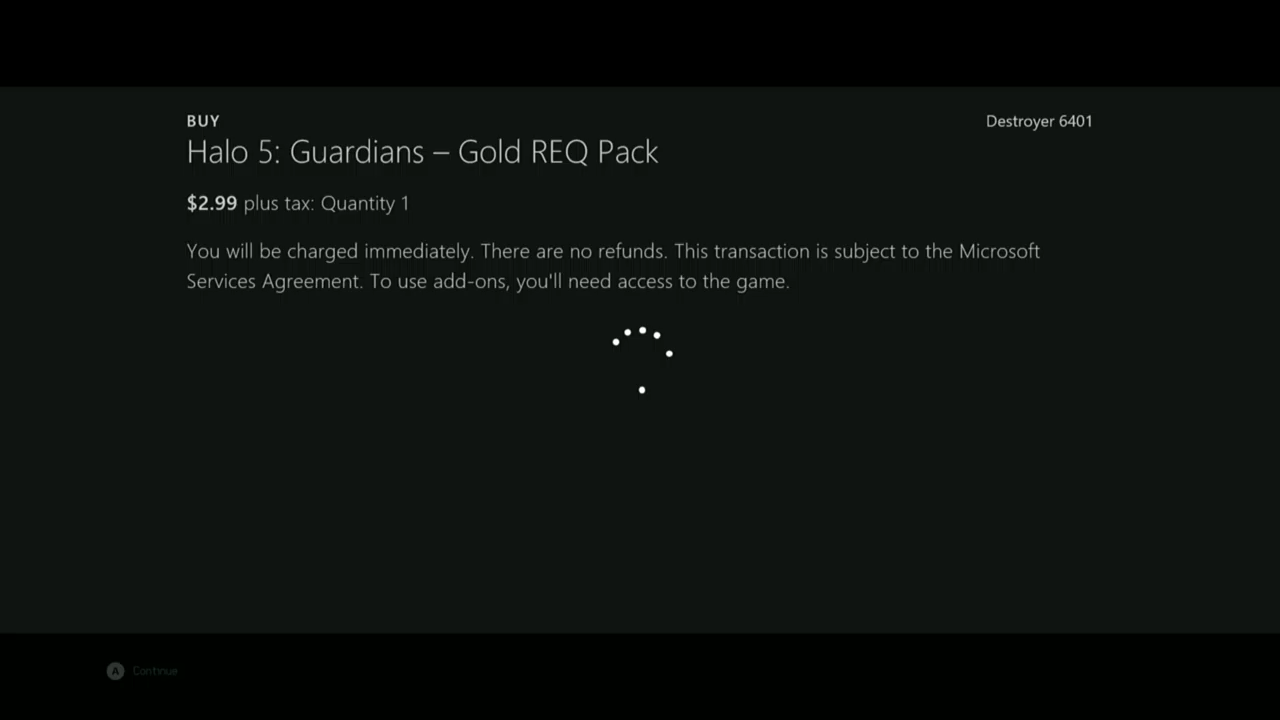 BUY
Destroyer 6401
Halo 5: Guardians – Gold REQ Pack
$2.99 plus tax: Quantity 1
You will be charged immediately. There are no refunds. This transaction is subject to the Microsoft
Services Agreement. To use add-ons, you'll need access to the game.
A Continue